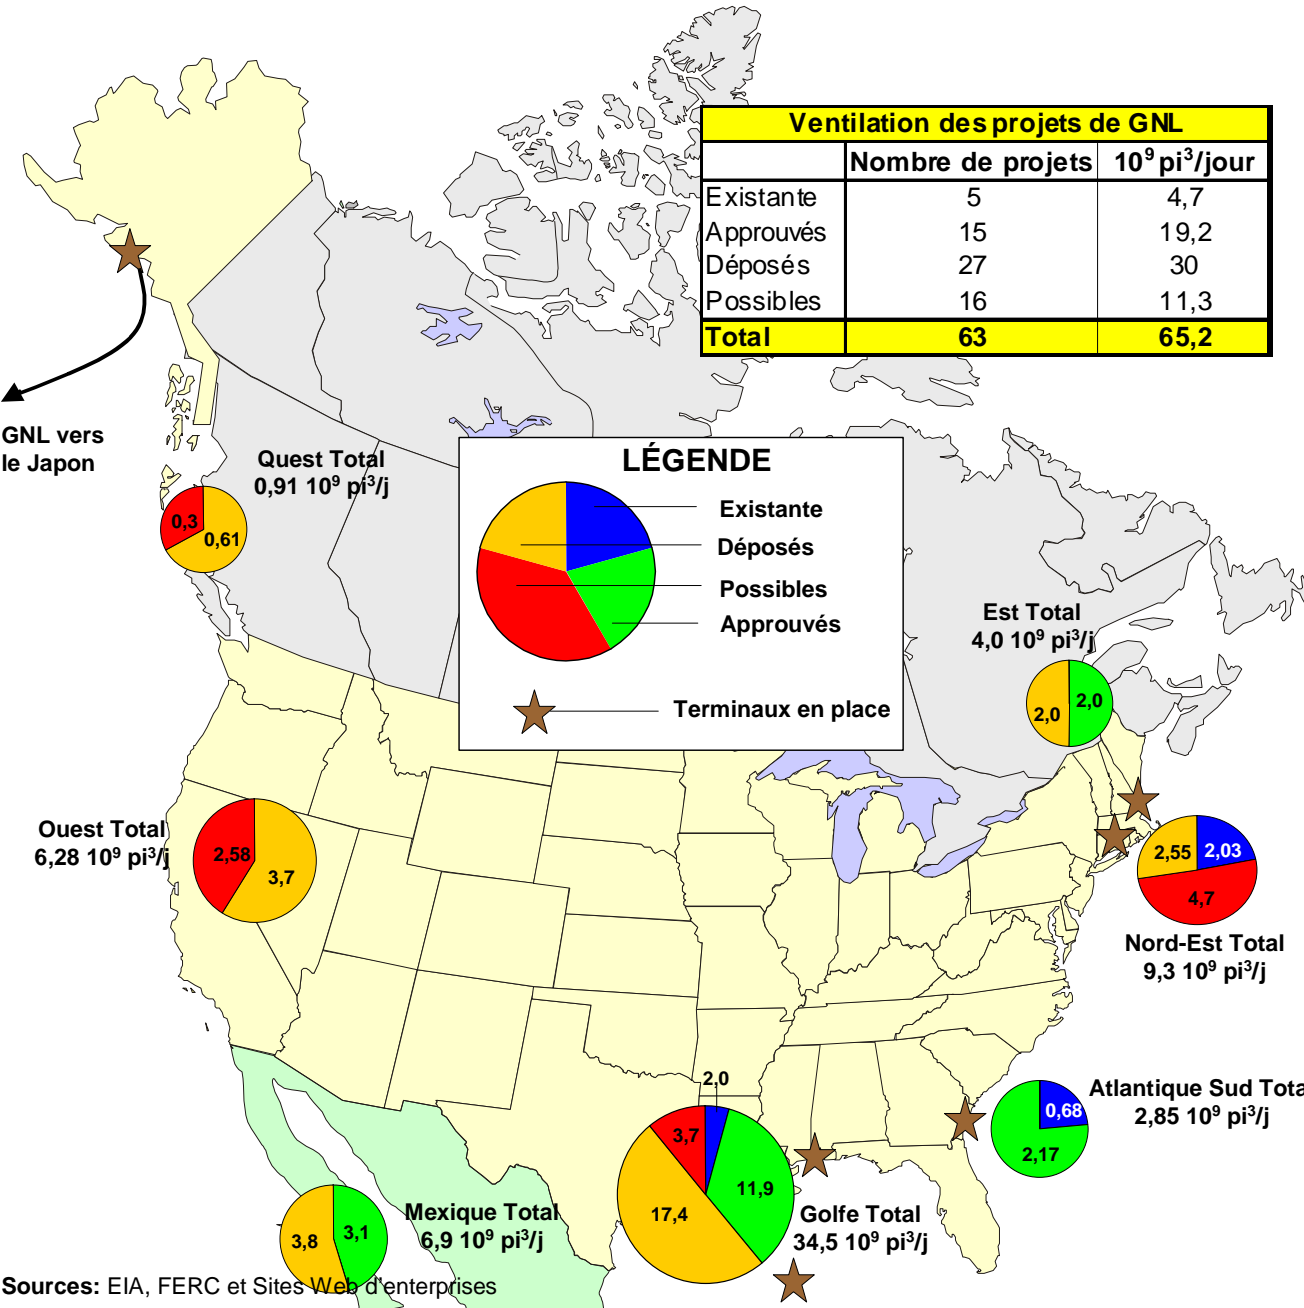 Ventilation des projets de GNL
Nombre de projets 10⁹ pi³/jour
Existante 5 4,7
Approuvés 15 19,2
Déposés 27 30
Possibles 16 11,3
Total 63 65,2
GNL vers
le Japon
Quest Total
0,91 10⁹ pi³/j
0,3
0,61
LÉGENDE
Existante
Déposés
Possibles
Approuvés
Terminaux en place
Est Total
4,0 10⁹ pi³/j
2,0 2,0
Ouest Total
6,28 10⁹ pi³/j
2,58
3,7
2,55 2,03
4,7
Nord-Est Total
9,3 10⁹ pi³/j
Atlantique Sud Tota
2,85 10⁹ pi³/j
0,68
2,17
2,0
3,7
11,9
17,4
Golfe Total
34,5 10⁹ pi³/j
Mexique Total
6,9 10⁹ pi³/j
3,8 3,1
Sources: EIA, FERC et Sites Web d'enterprises